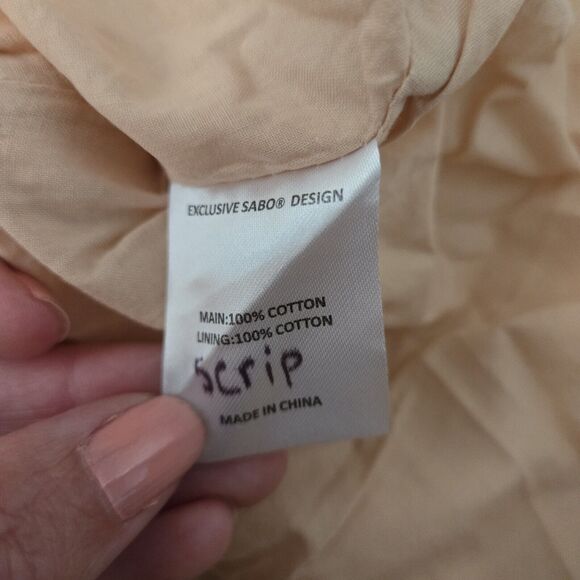 EXCLUSIVE SABO® DESIGN
MAIN:100% COTTON
LINING:100% COTTON
Scrip
MADE IN CHINA